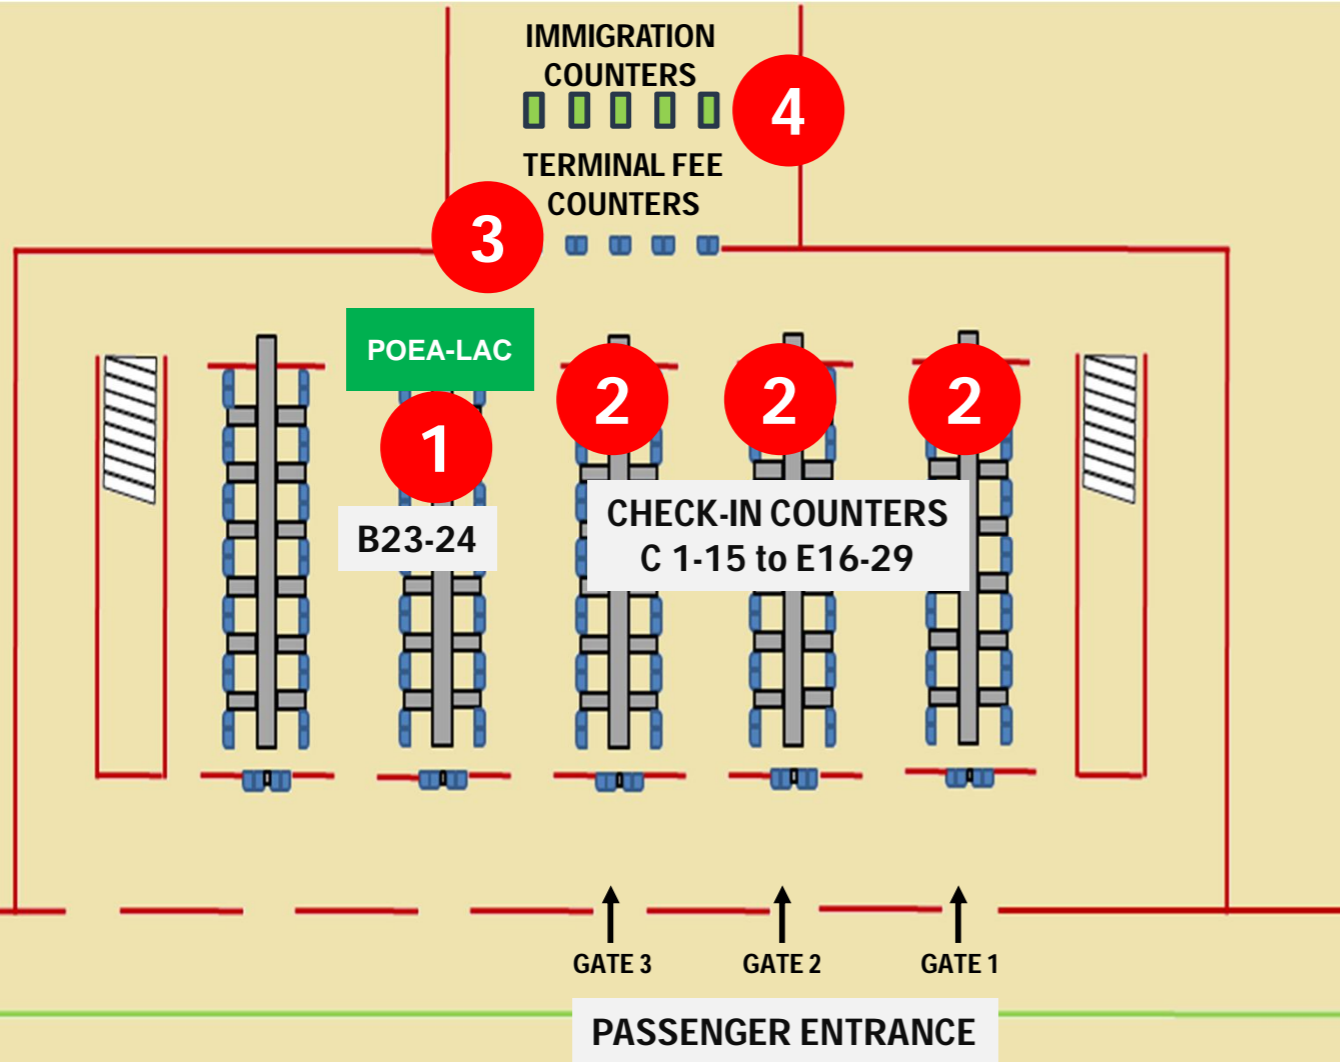 IMMIGRATION
COUNTERS
4
TERMINAL FEE
COUNTERS
3
POEA-LAC
1
2
2
2
B23-24
CHECK-IN COUNTERS
C 1-15 to E16-29
GATE 3
GATE 2
GATE 1
PASSENGER ENTRANCE